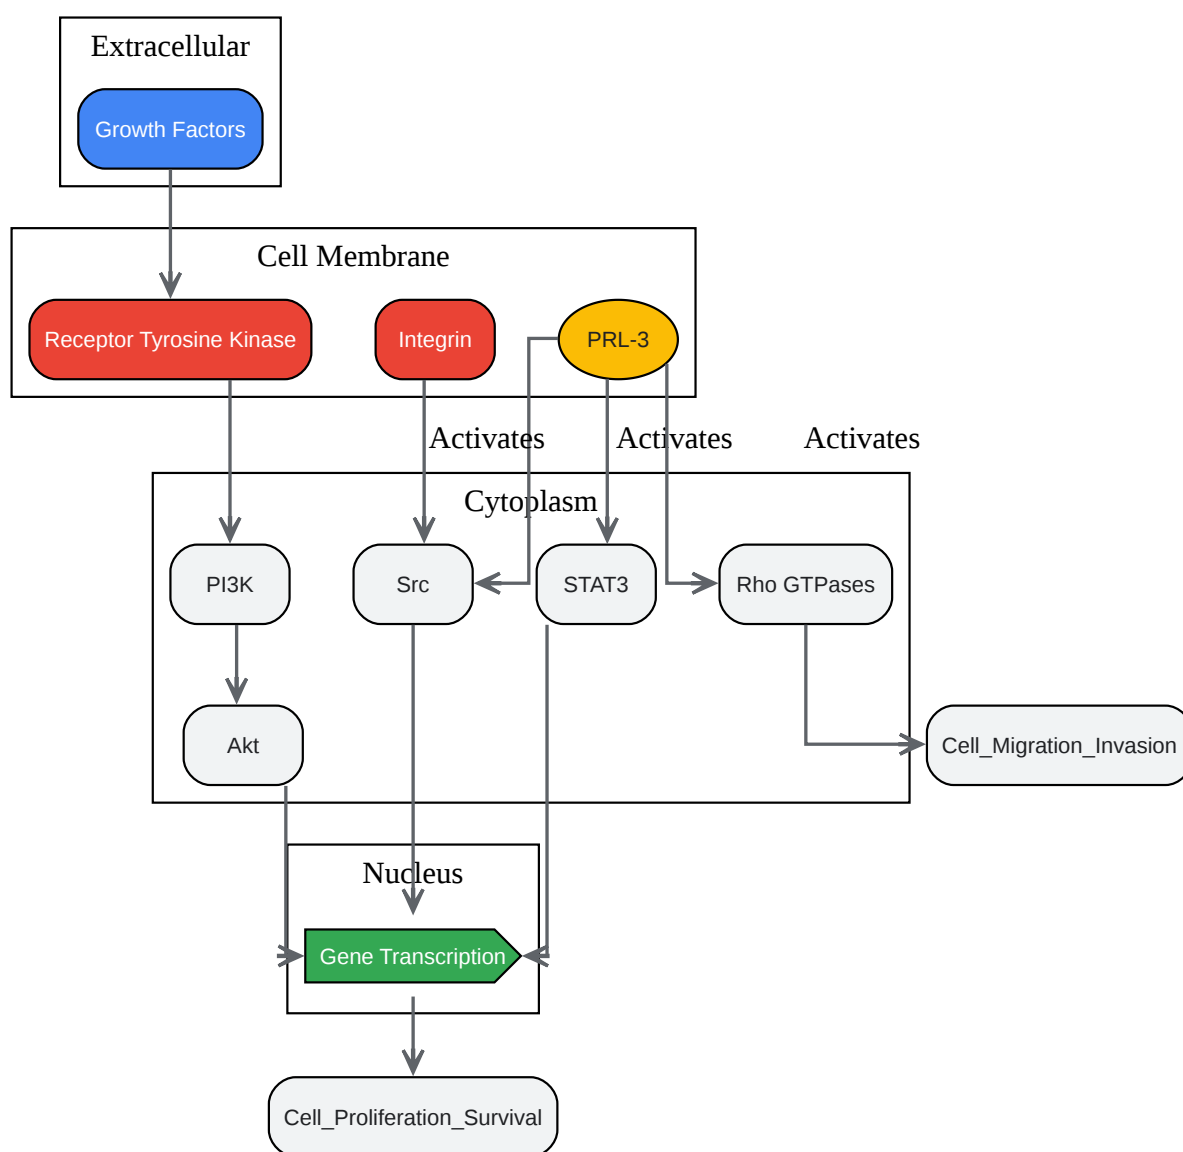 Extracellular
Growth Factors
Cell Membrane
Receptor Tyrosine Kinase
Integrin
PRL-3
Activates
Activates
Activates
Cytoplasm
PI3K
Src
STAT3
Rho GTPases
Akt
Cell_Migration_Invasion
Nucleus
Gene Transcription
Cell_Proliferation_Survival